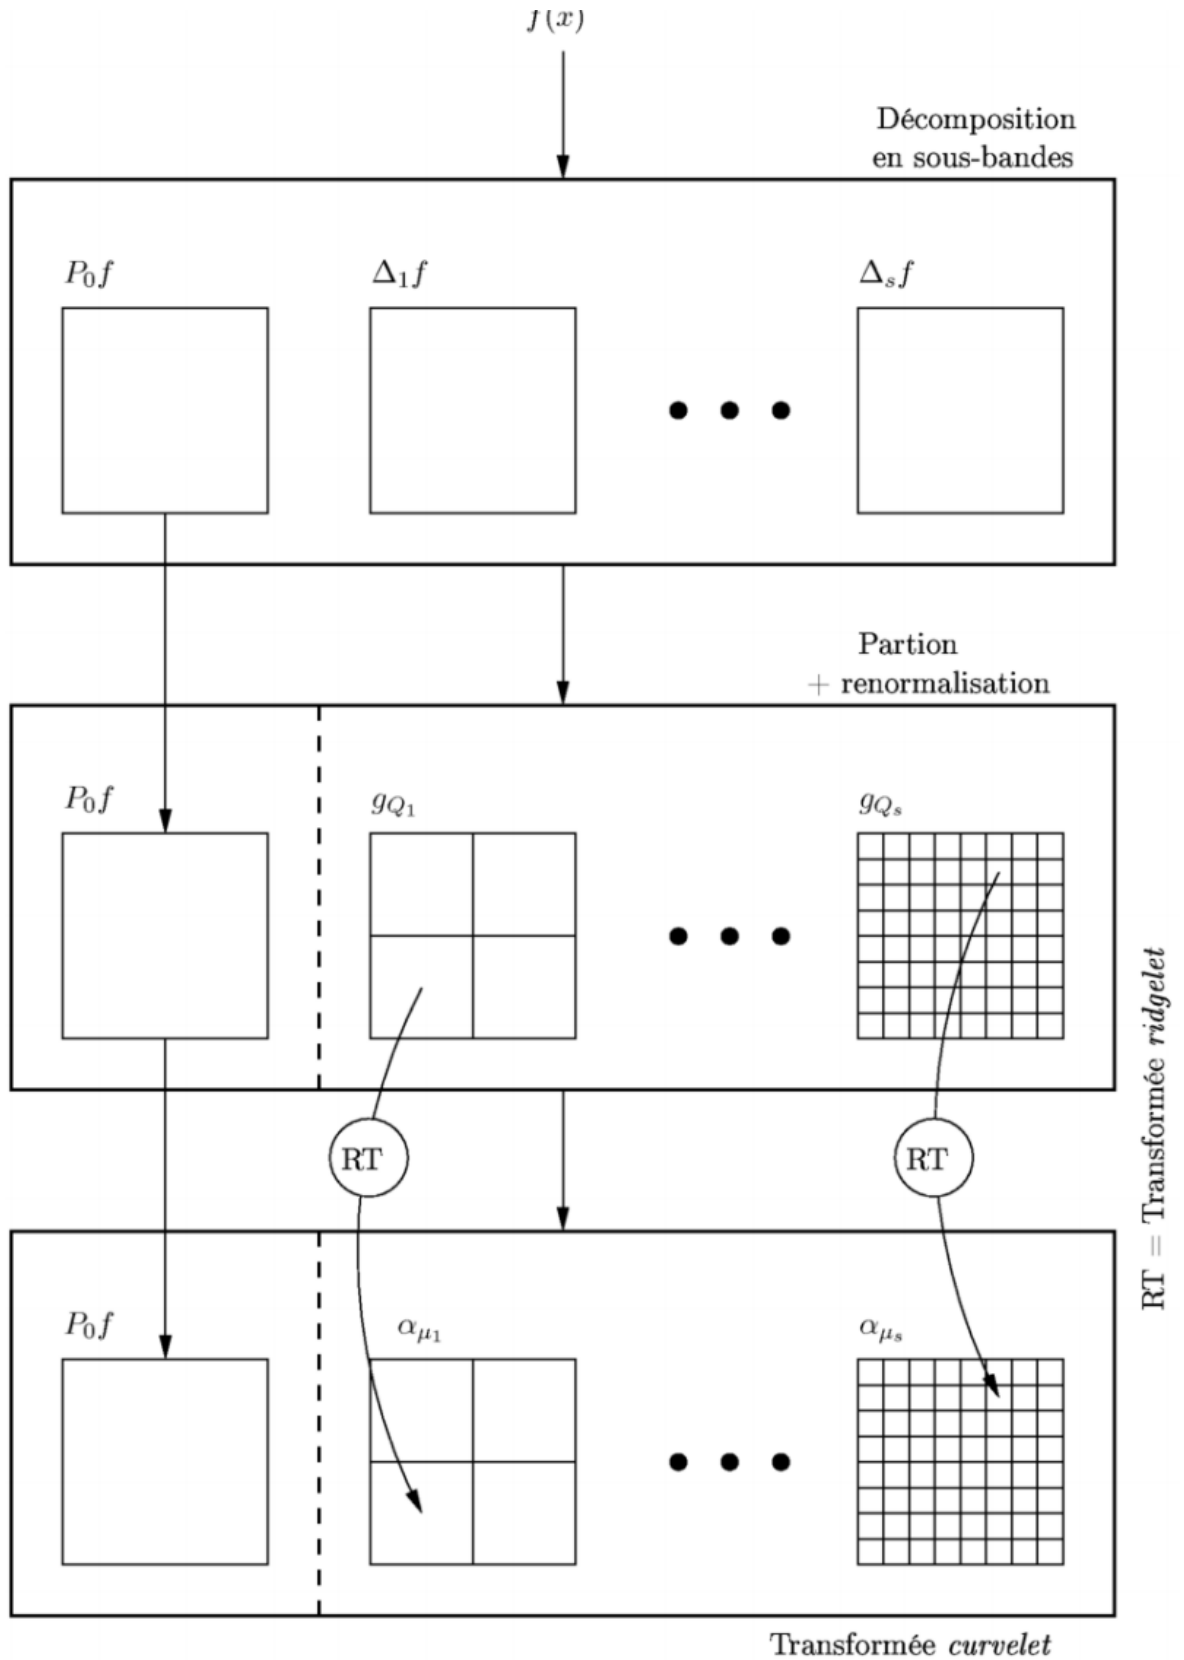 f(x)
Décomposition
en sous-bandes
P₀f
Δ₁f
Δₛf
Partion
+ renormalisation
P₀f
g_{Q₁}
g_{Qₛ}
RT
RT
RT = Transformée ridgelet
P₀f
α_{μ₁}
α_{μₛ}
Transformée curvelet